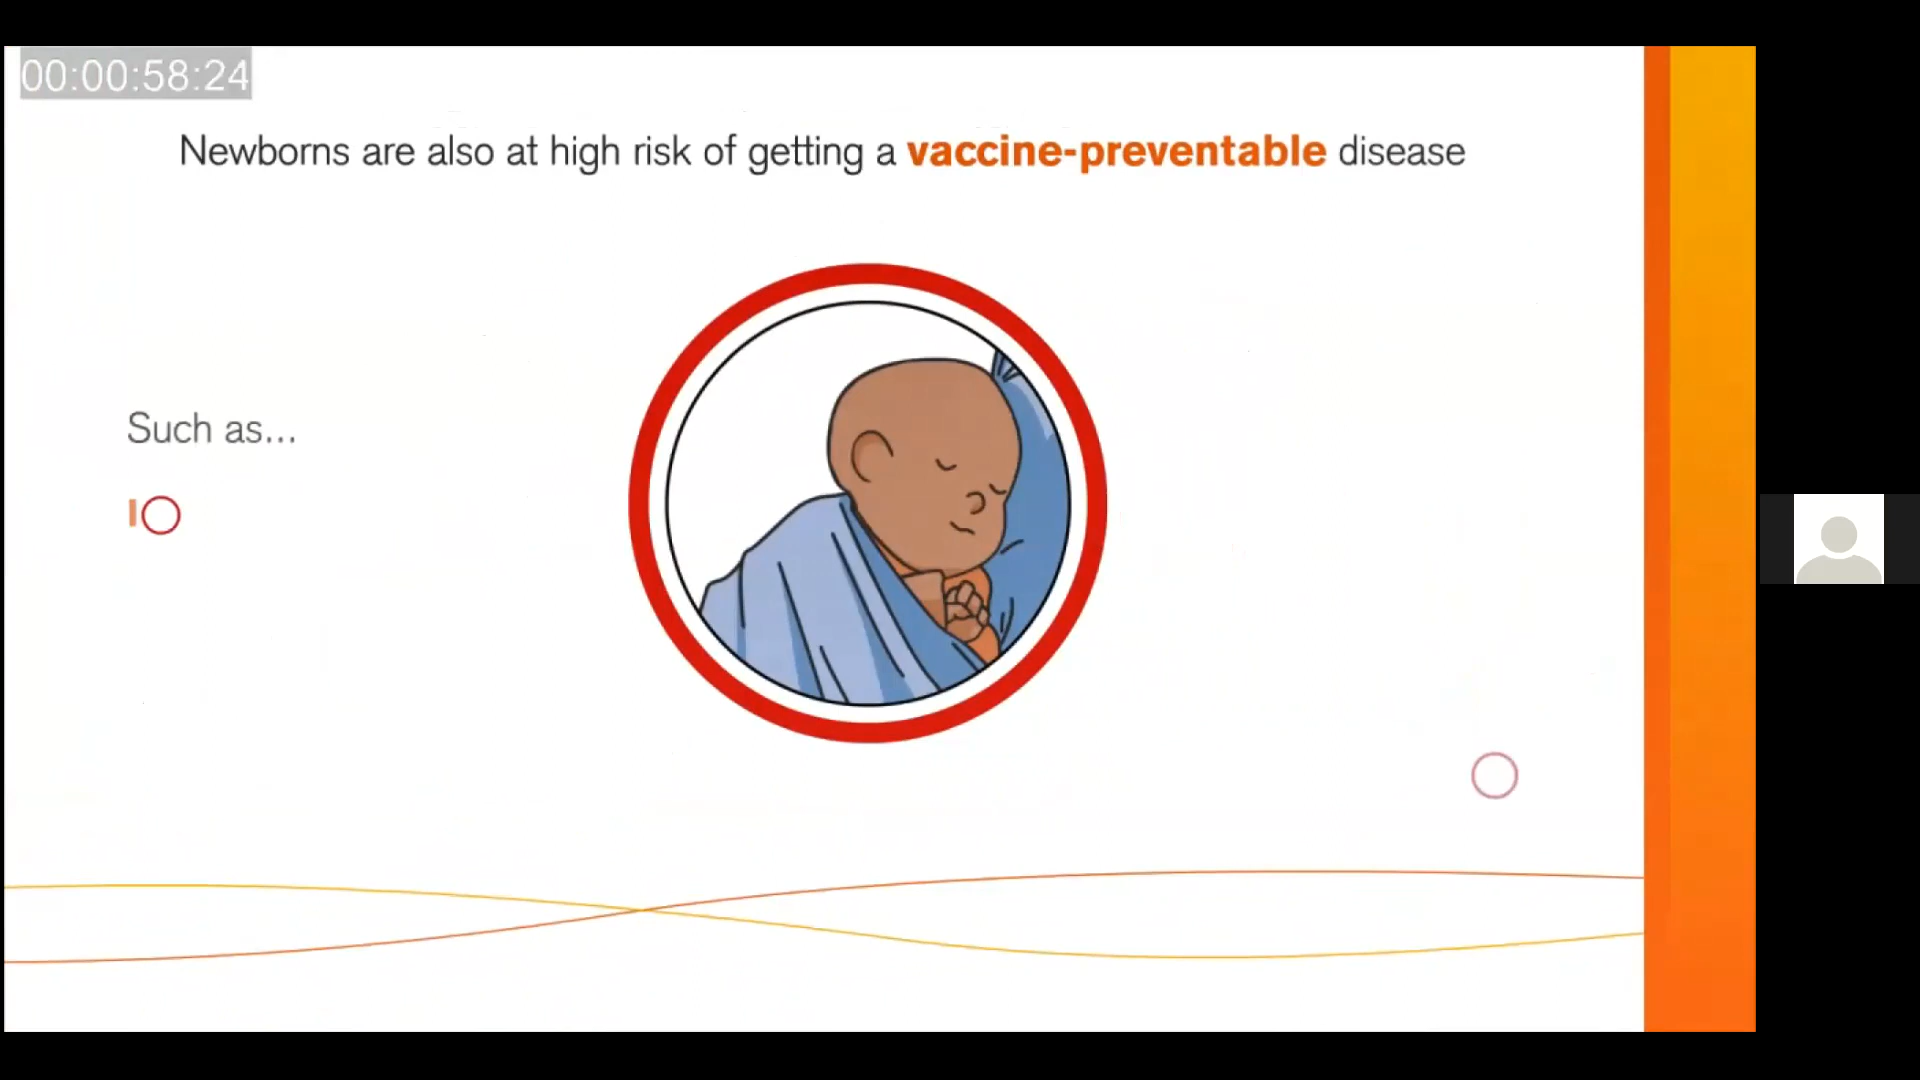 00:00:58:24
Newborns are also at high risk of getting a vaccine-preventable disease
Such as...